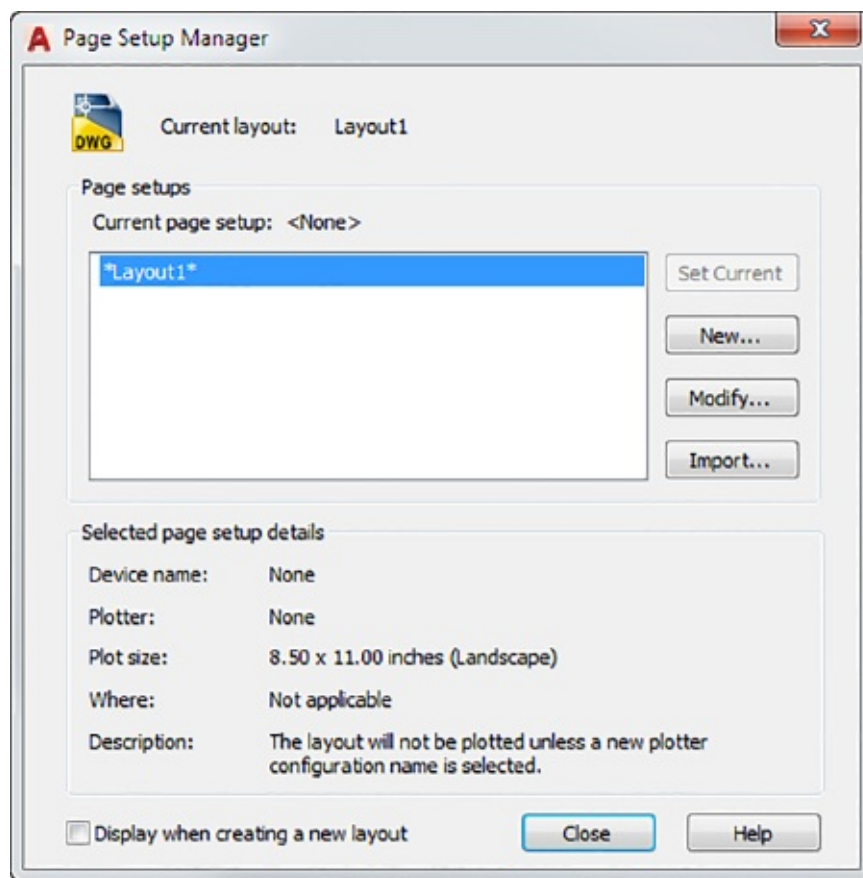 Page Setup Manager
DWG
Current layout: Layout1
Page setups
Current page setup: <None>
*Layout1*
Set Current
New...
Modify...
Import...
Selected page setup details
Device name: None
Plotter: None
Plot size: 8.50 x 11.00 inches (Landscape)
Where: Not applicable
Description: The layout will not be plotted unless a new plotter
configuration name is selected.
Display when creating a new layout
Close
Help